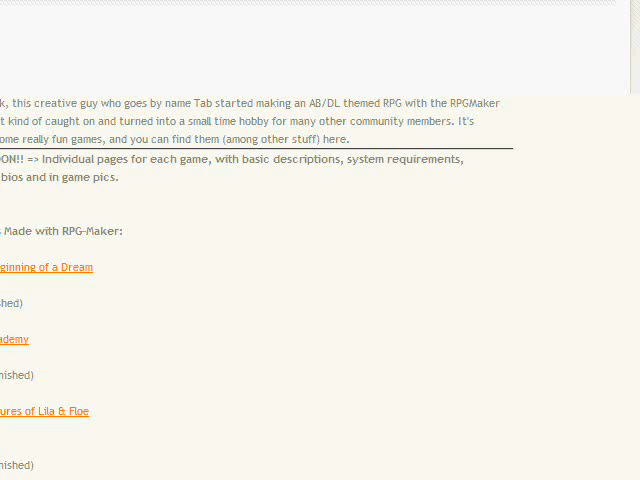 k, this creative guy who goes by name Tab started making an AB/DL themed RPG with the RPGMaker
t kind of caught on and turned into a small time hobby for many other community members. It's
ome really fun games, and you can find them (among other stuff) here.
OON!! => Individual pages for each game, with basic descriptions, system requirements,
bios and in game pics.
s Made with RPG-Maker:
ginning of a Dream
shed)
ademy
nished)
ures of Lila & Floe
nished)